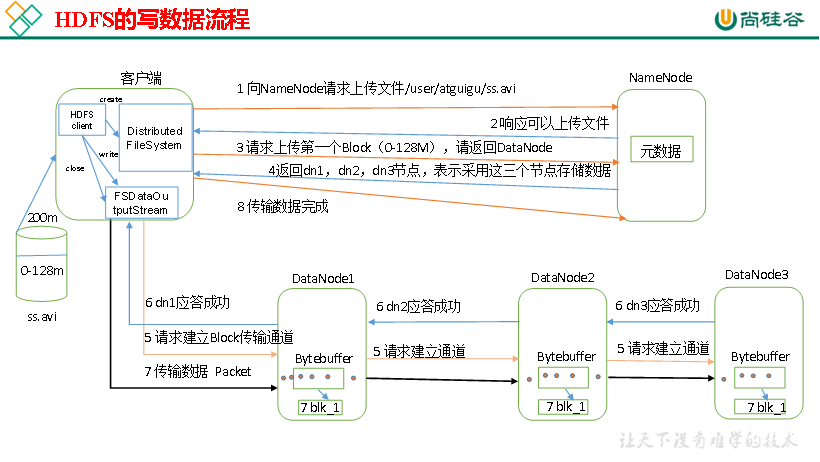 HDFS的写数据流程
尚硅谷
客户端
NameNode
1 向NameNode请求上传文件/user/atguigu/ss.avi
create
HDFS
client
Distributed
FileSystem
2 响应可以上传文件
write
3 请求上传第一个Block（0-128M），请返回DataNode
元数据
close
4返回dn1，dn2，dn3节点，表示采用这三个节点存储数据
FSDataOu
tputStream
8 传输数据完成
200m
0-128m
ss.avi
DataNode1
DataNode2
DataNode3
6 dn1应答成功
6 dn2应答成功
6 dn3应答成功
5 请求建立Block传输通道
5 请求建立通道
5 请求建立通道
Bytebuffer
Bytebuffer
Bytebuffer
7 传输数据 Packet
7 blk_1
7 blk_1
7 blk_1
让天下没有难学的技术